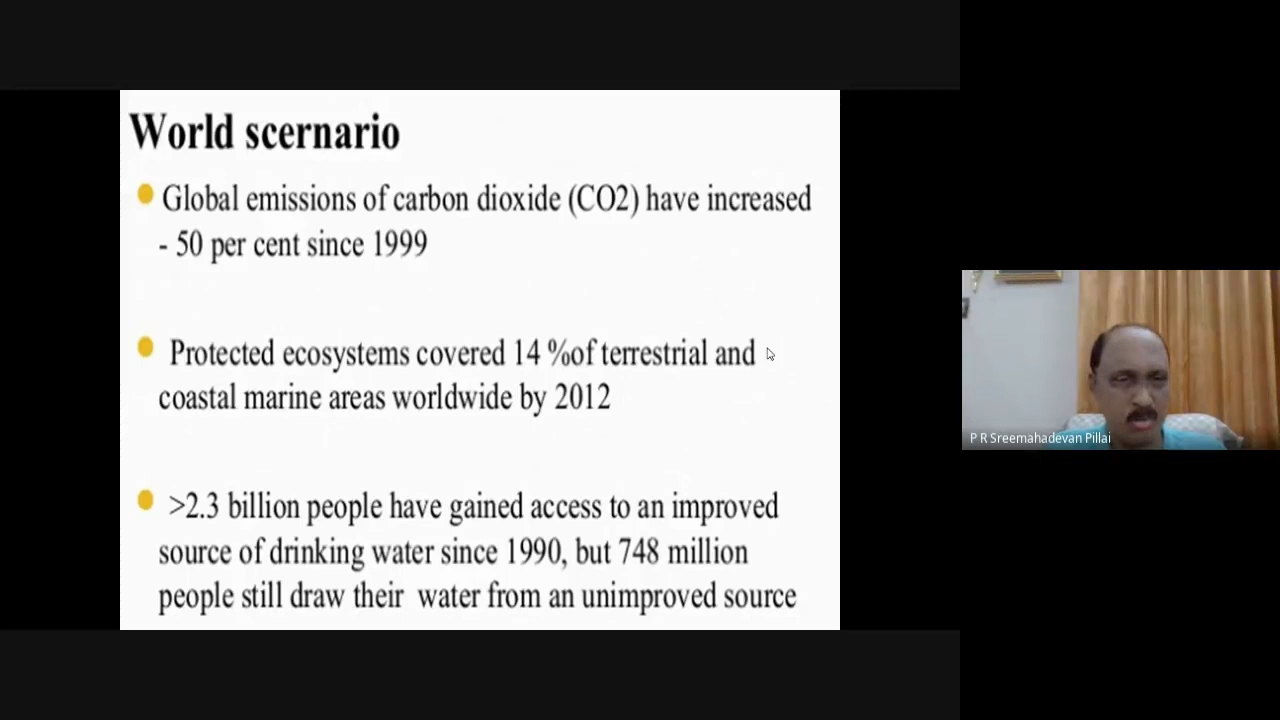 World scernario
Global emissions of carbon dioxide (CO2) have increased
- 50 per cent since 1999
Protected ecosystems covered 14 %of terrestrial and
coastal marine areas worldwide by 2012
>2.3 billion people have gained access to an improved
source of drinking water since 1990, but 748 million
people still draw their water from an unimproved source
P R Sreemahadevan Pillai